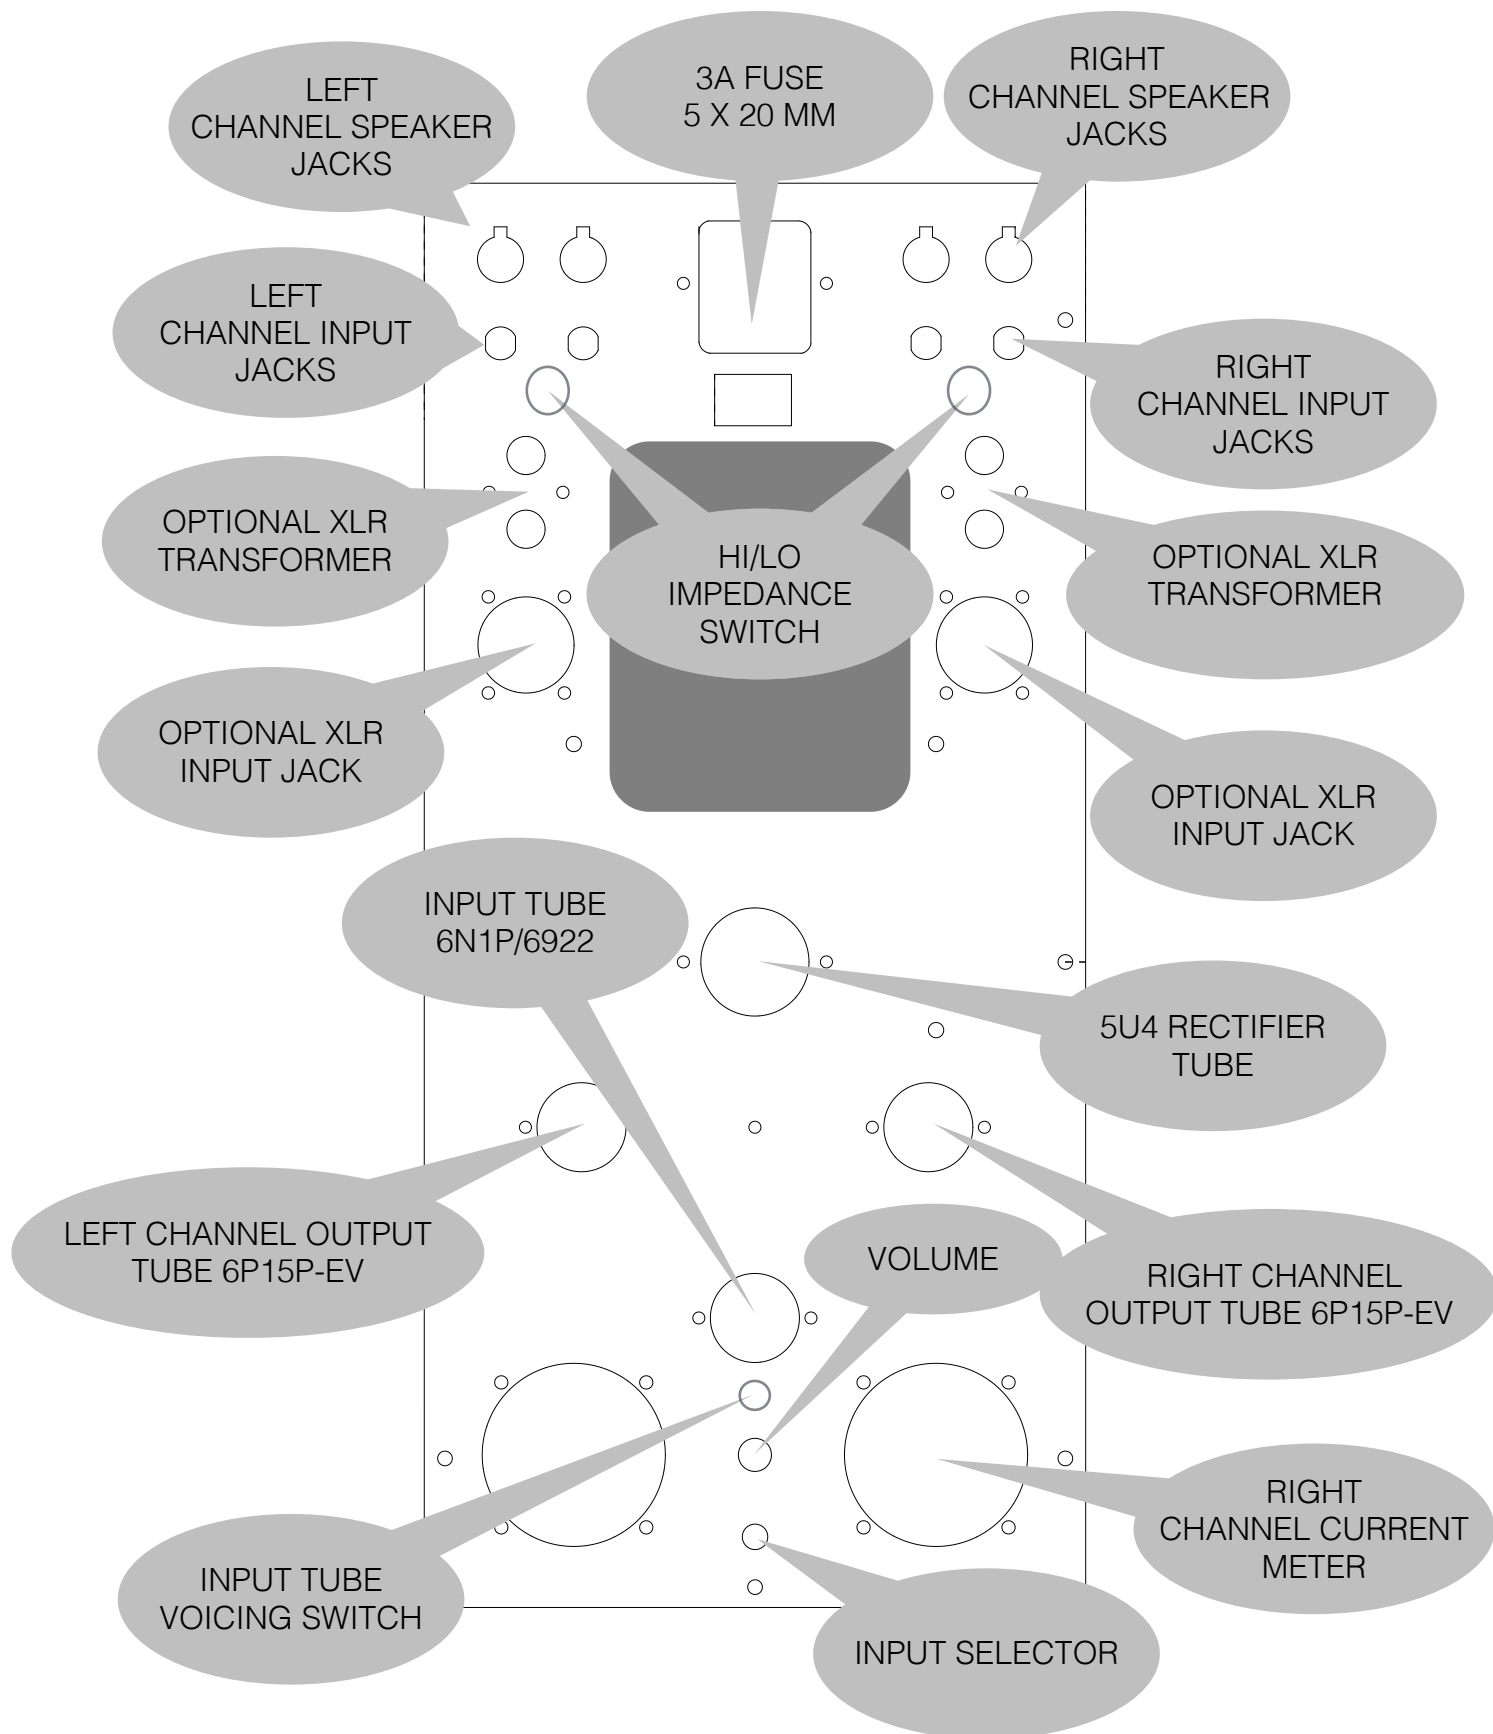 LEFT
CHANNEL SPEAKER
JACKS
3A FUSE
5 X 20 MM
RIGHT
CHANNEL SPEAKER
JACKS
LEFT
CHANNEL INPUT
JACKS
RIGHT
CHANNEL INPUT
JACKS
OPTIONAL XLR
TRANSFORMER
HI/LO
IMPEDANCE
SWITCH
OPTIONAL XLR
TRANSFORMER
OPTIONAL XLR
INPUT JACK
OPTIONAL XLR
INPUT JACK
INPUT TUBE
6N1P/6922
5U4 RECTIFIER
TUBE
LEFT CHANNEL OUTPUT
TUBE 6P15P-EV
VOLUME
RIGHT CHANNEL
OUTPUT TUBE 6P15P-EV
RIGHT
CHANNEL CURRENT
METER
INPUT TUBE
VOICING SWITCH
INPUT SELECTOR